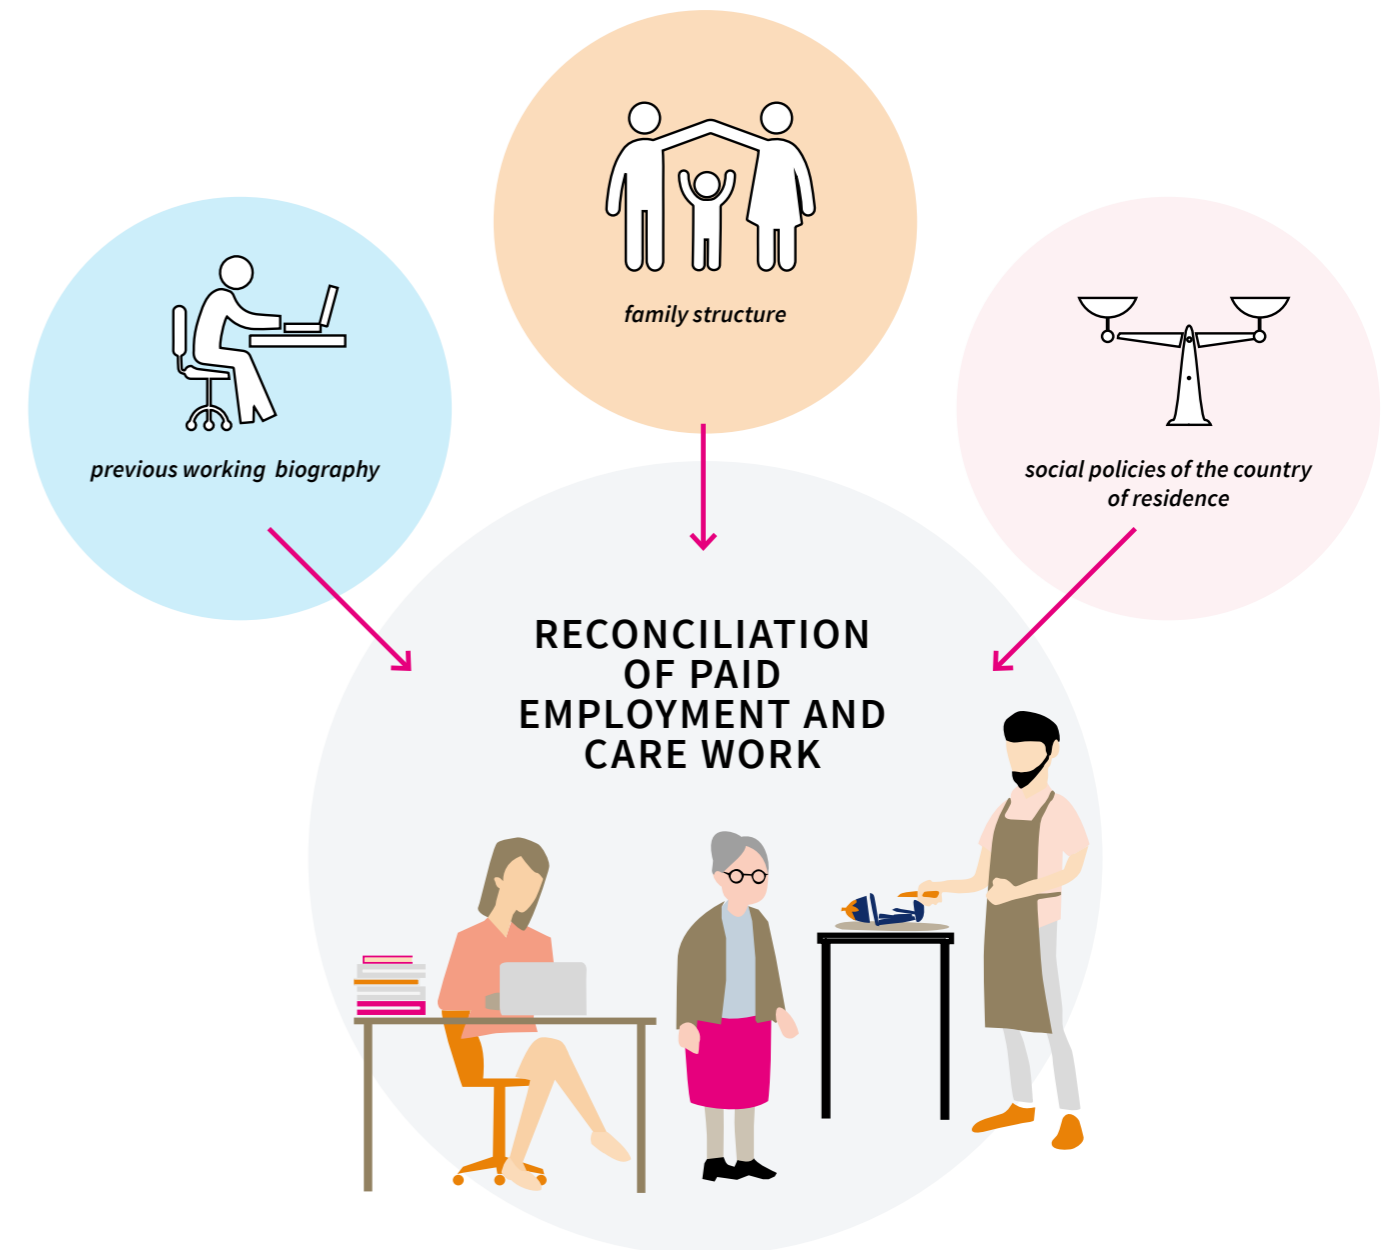 family structure
previous working biography
social policies of the country
of residence
RECONCILIATION
OF PAID
EMPLOYMENT AND
CARE WORK